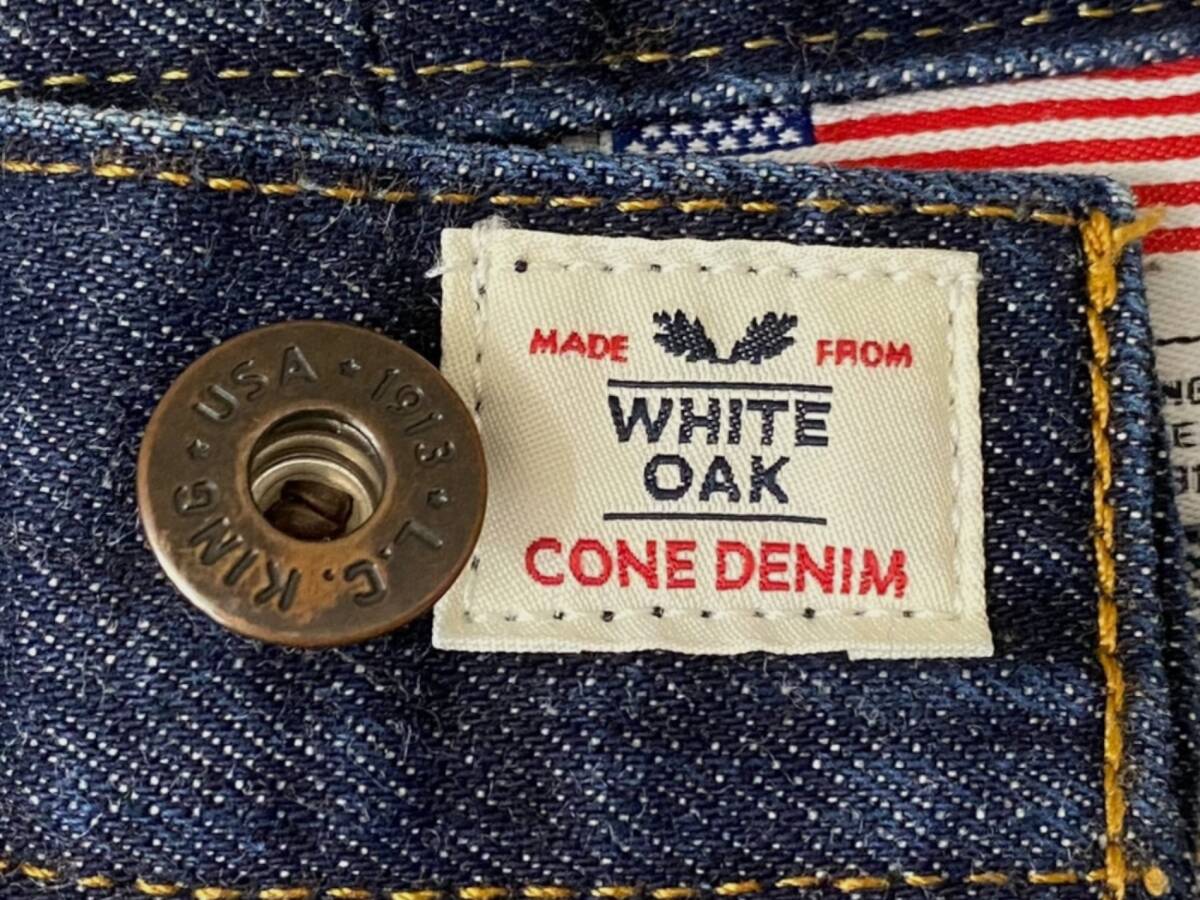 USA ★ 1913 ★ L.C. KING ★
MADE FROM
WHITE
OAK
CONE DENIM